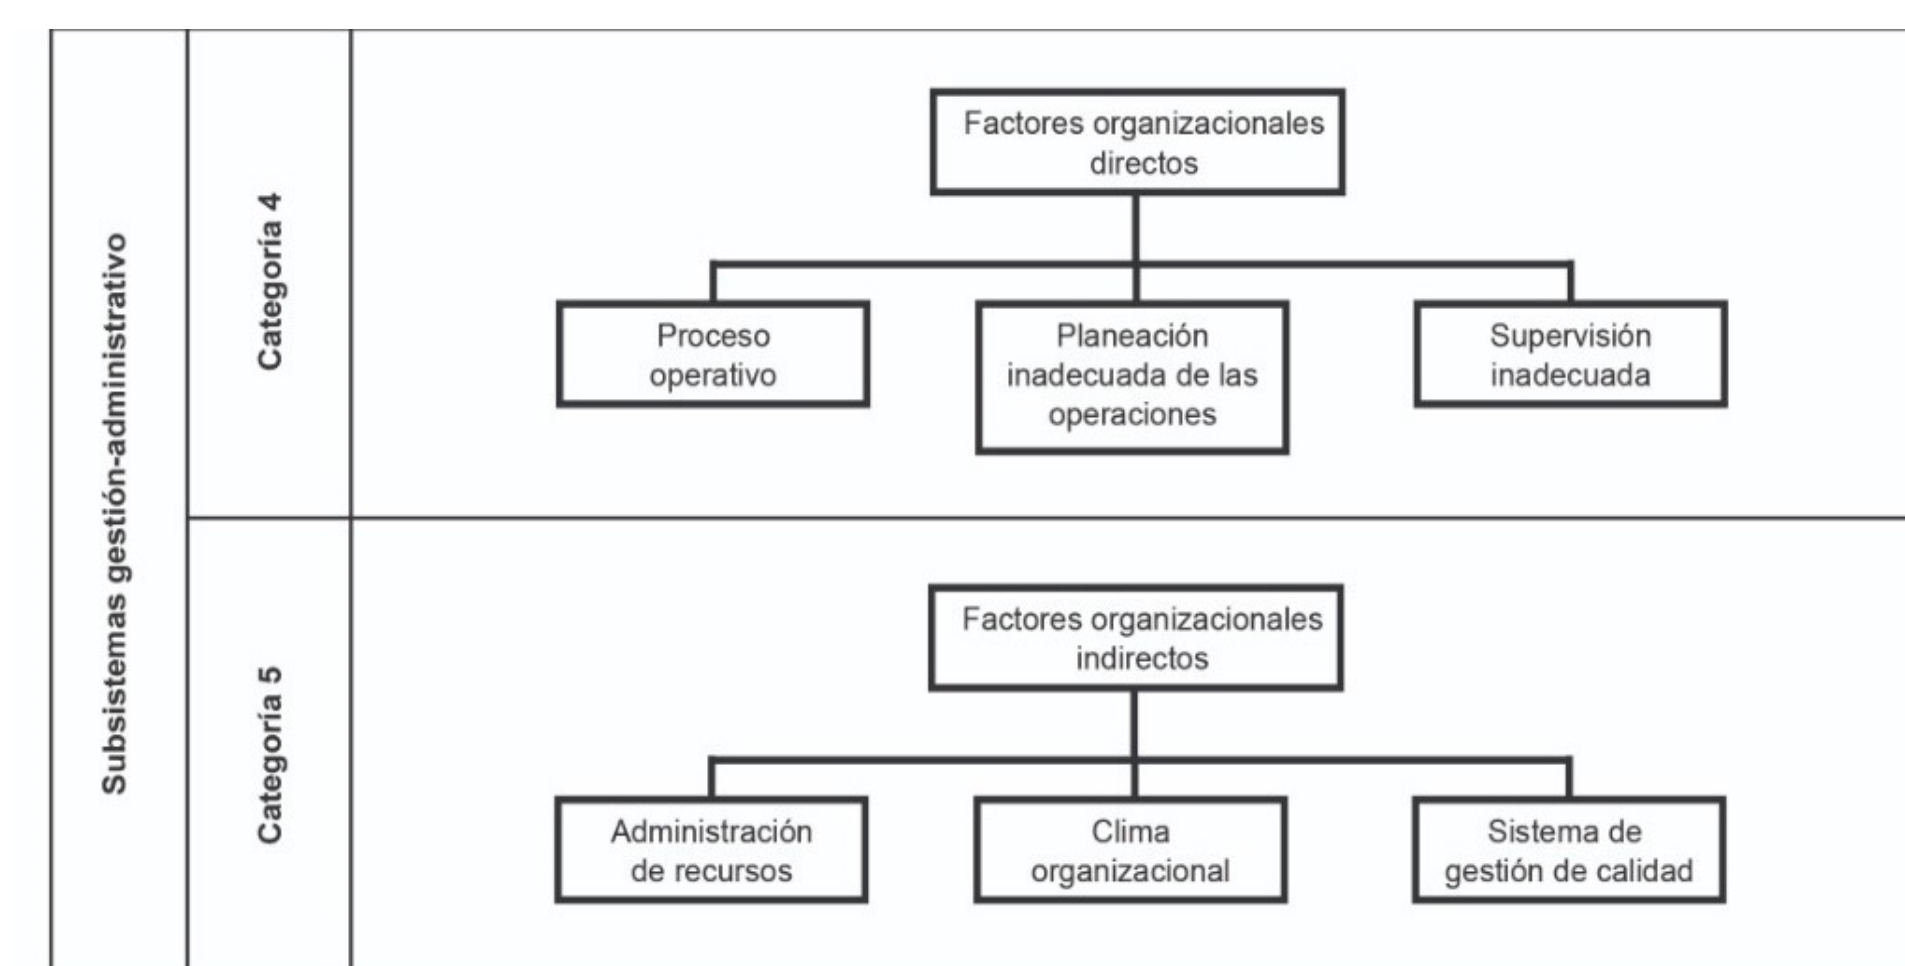 Subsistemas gestión-administrativo
Categoría 4
Factores organizacionales
directos
Proceso
operativo
Planeación
inadecuada de las
operaciones
Supervisión
inadecuada
Categoría 5
Factores organizacionales
indirectos
Administración
de recursos
Clima
organizacional
Sistema de
gestión de calidad